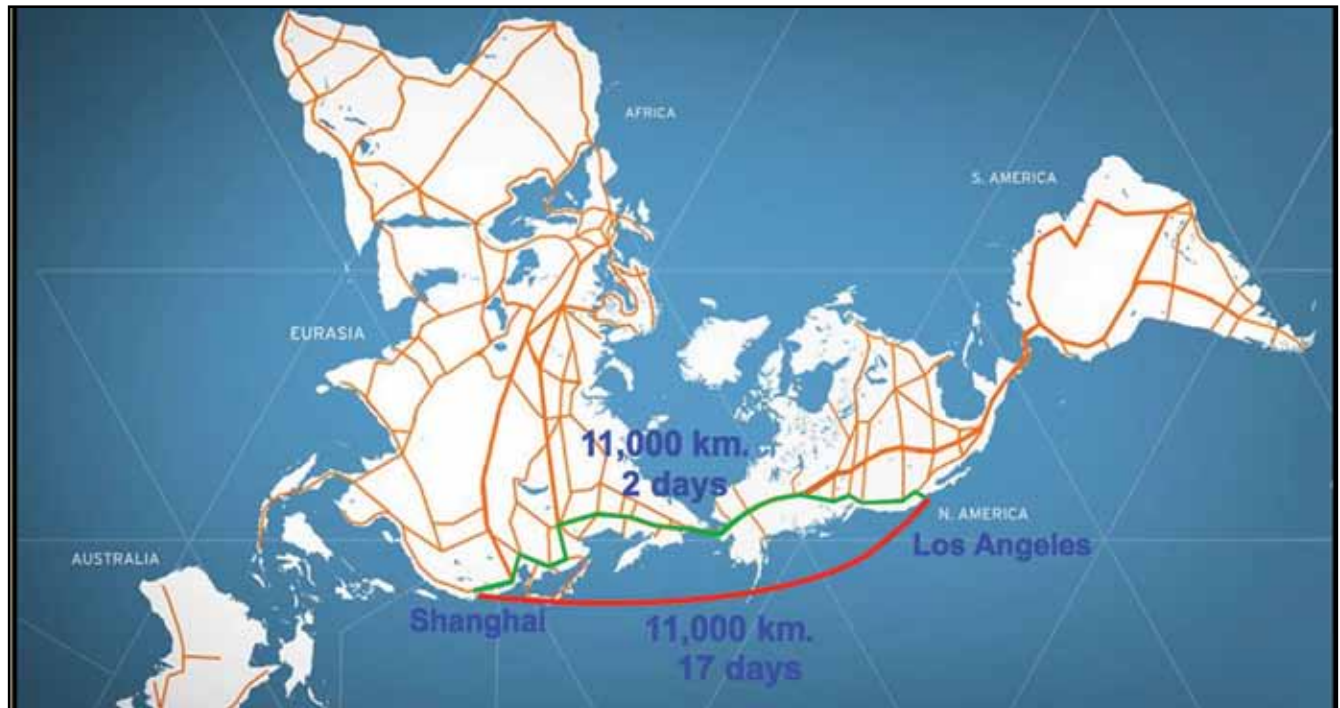 AFRICA
S. AMERICA
EURASIA
11,000 km.
2 days
N. AMERICA
Los Angeles
AUSTRALIA
Shanghai
11,000 km.
17 days